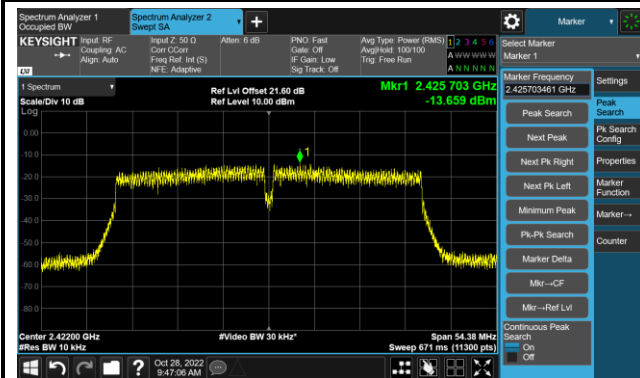 Spectrum Analyzer 1
Occupied BW
Spectrum Analyzer 2
Swept SA
+
Marker
KEYSIGHT
Input: RF
Coupling: AC
Align: Auto
Input Z: 50 Ω
Corr CCorr
Freq Ref: Int (S)
NFE: Adaptive
Atten: 6 dB
PNO: Fast
Gate: Off
IF Gain: Low
Sig Track: Off
Avg Type: Power (RMS)
Avg|Hold: 100/100
Trig: Free Run
1 2 3 4 5 6
A W W W W W
A N N N N N
LXI
Select Marker
Marker 1
Marker Frequency
2.425703461 GHz
Settings
Peak Search
Next Peak
Next Pk Right
Next Pk Left
Minimum Peak
Pk-Pk Search
Marker Delta
Mkr→CF
Mkr→Ref Lvl
Continuous Peak
Search
On
Off
Peak
Search
Pk Search
Config
Properties
Marker
Function
Marker→
Counter
1 Spectrum
Scale/Div 10 dB
Log
Ref Lvl Offset 21.60 dB
Ref Level 10.00 dBm
Mkr1 2.425 703 GHz
-13.659 dBm
1
0.00
-10.0
-20.0
-30.0
-40.0
-50.0
-60.0
-70.0
-80.0
Center 2.42200 GHz
#Res BW 10 kHz
#Video BW 30 kHz*
Span 54.38 MHz
Sweep 671 ms (11300 pts)
?
Oct 28, 2022
9:47:06 AM